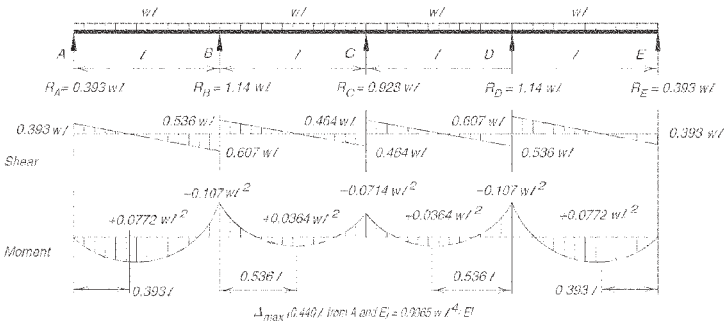 wℓ wℓ wℓ wℓ
A B C D E
ℓ ℓ ℓ ℓ
R_A = 0.393 wℓ R_B = 1.14 wℓ R_C = 0.928 wℓ R_D = 1.14 wℓ R_E = 0.393 wℓ
0.393 wℓ 0.536 wℓ 0.464 wℓ 0.607 wℓ 0.393 wℓ
Shear 0.607 wℓ 0.464 wℓ 0.536 wℓ
−0.107 wℓ² −0.0714 wℓ² −0.107 wℓ²
+0.0772 wℓ² +0.0364 wℓ² +0.0364 wℓ² +0.0772 wℓ²
Moment
0.393 ℓ 0.536 ℓ 0.536 ℓ 0.393 ℓ
Δmax (0.440 ℓ from A and E) = 0.0065 wℓ⁴/EI